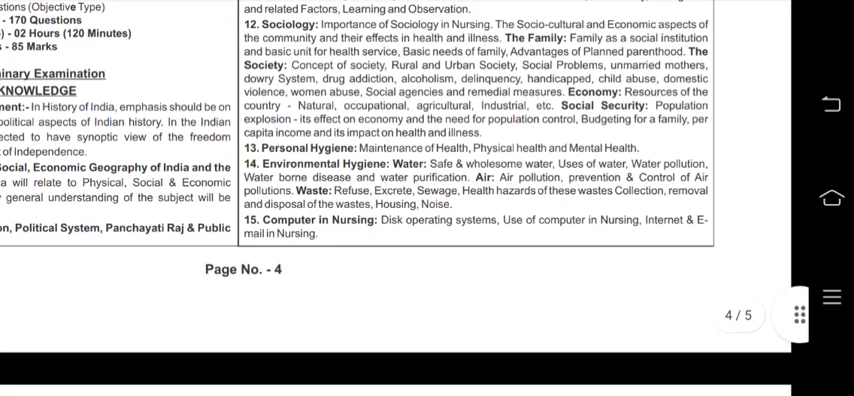 stions (Objective Type)
- 170 Questions
) - 02 Hours (120 Minutes)
- 85 Marks
inary Examination
KNOWLEDGE
ment:- In History of India, emphasis should be on
political aspects of Indian history. In the Indian
ected to have synoptic view of the freedom
of Independence.
Social, Economic Geography of India and the
a will relate to Physical, Social & Economic
general understanding of the subject will be
on, Political System, Panchayati Raj & Public
and related Factors, Learning and Observation.
12. Sociology: Importance of Sociology in Nursing. The Socio-cultural and Economic aspects of
the community and their effects in health and illness. The Family: Family as a social institution
and basic unit for health service, Basic needs of family, Advantages of Planned parenthood. The
Society: Concept of society, Rural and Urban Society, Social Problems, unmarried mothers,
dowry System, drug addiction, alcoholism, delinquency, handicapped, child abuse, domestic
violence, women abuse, Social agencies and remedial measures. Economy: Resources of the
country - Natural, occupational, agricultural, Industrial, etc. Social Security: Population
explosion - its effect on economy and the need for population control, Budgeting for a family, per
capita income and its impact on health and illness.
13. Personal Hygiene: Maintenance of Health, Physical health and Mental Health.
14. Environmental Hygiene: Water: Safe & wholesome water, Uses of water, Water pollution,
Water borne disease and water purification. Air: Air pollution, prevention & Control of Air
pollutions. Waste: Refuse, Excrete, Sewage, Health hazards of these wastes Collection, removal
and disposal of the wastes, Housing, Noise.
15. Computer in Nursing: Disk operating systems, Use of computer in Nursing, Internet & E-
mail in Nursing.
Page No. - 4
4 / 5